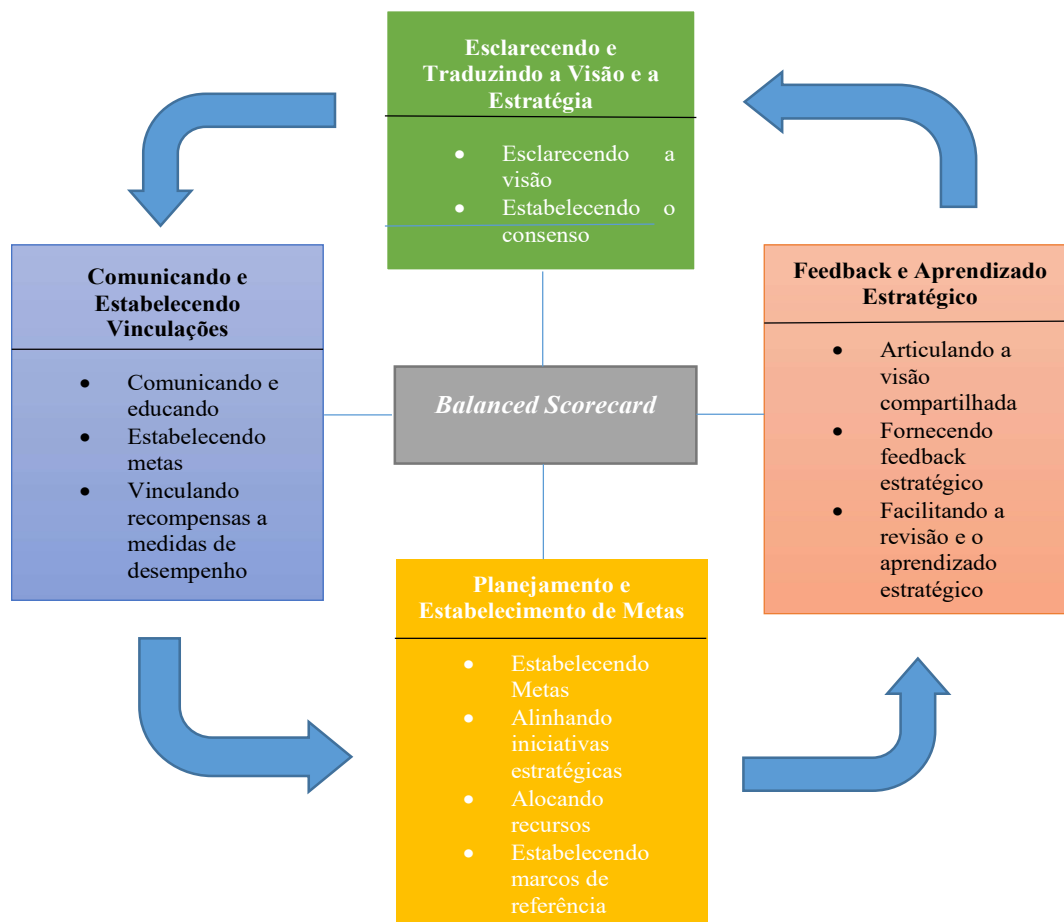 Esclarecendo e
Traduzindo a Visão e a
Estratégia
• Esclarecendo a
visão
• Estabelecendo o
consenso
Comunicando e
Estabelecendo
Vinculações
• Comunicando e
educando
• Estabelecendo
metas
• Vinculando
recompensas a
medidas de
desempenho
Balanced Scorecard
Feedback e Aprendizado
Estratégico
• Articulando a
visão
compartilhada
• Fornecendo
feedback
estratégico
• Facilitando a
revisão e o
aprendizado
estratégico
Planejamento e
Estabelecimento de Metas
• Estabelecendo
Metas
• Alinhando
iniciativas
estratégicas
• Alocando
recursos
• Estabelecendo
marcos de
referência